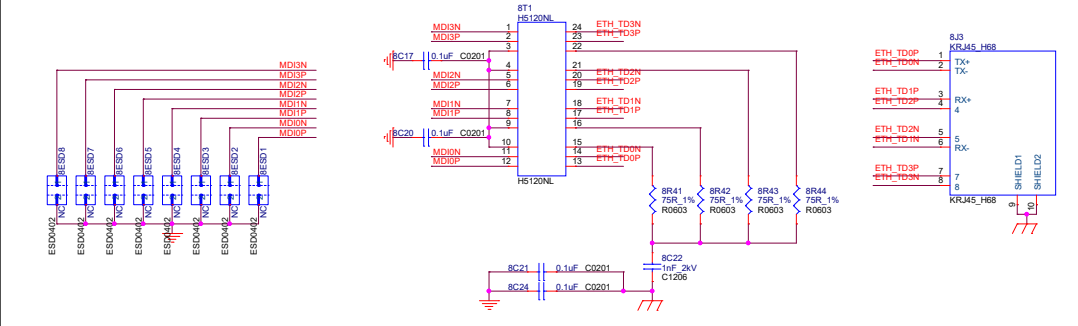 MDI3N
MDI3P
MDI2N
MDI2P
MDI1N
MDI1P
MDI0N
MDI0P
8ESD8
8ESD7
8ESD6
8ESD5
8ESD4
8ESD3
8ESD2
8ESD1
NC
NC
NC
NC
NC
NC
NC
NC
ESD0402
ESD0402
ESD0402
ESD0402
ESD0402
ESD0402
ESD0402
ESD0402
8T1
H5120NL
MDI3N 1 24 ETH_TD3N
MDI3P 2 23 ETH_TD3P
3 22
8C17 0.1uF C0201
4 21
MDI2N 5 20 ETH_TD2N
MDI2P 6 19 ETH_TD2P
MDI1N 7 18 ETH_TD1N
MDI1P 8 17 ETH_TD1P
9 16
8C20 0.1uF C0201
10 15
MDI0N 11 14 ETH_TD0N
MDI0P 12 13 ETH_TD0P
H5120NL
8R41 8R42 8R43 8R44
75R_1% 75R_1% 75R_1% 75R_1%
R0603 R0603 R0603 R0603
8C22
1nF_2kV
C1206
8C21 0.1uF C0201
8C24 0.1uF C0201
8J3
KRJ45_H68
ETH_TD0P 1 TX+
ETH_TD0N 2 TX-
ETH_TD1P 3 RX+
ETH_TD2P 4 4
ETH_TD2N 5 5
ETH_TD1N 6 RX-
ETH_TD3P 7 7
ETH_TD3N 8 8
SHIELD1
SHIELD2
KRJ45_H68
9 10